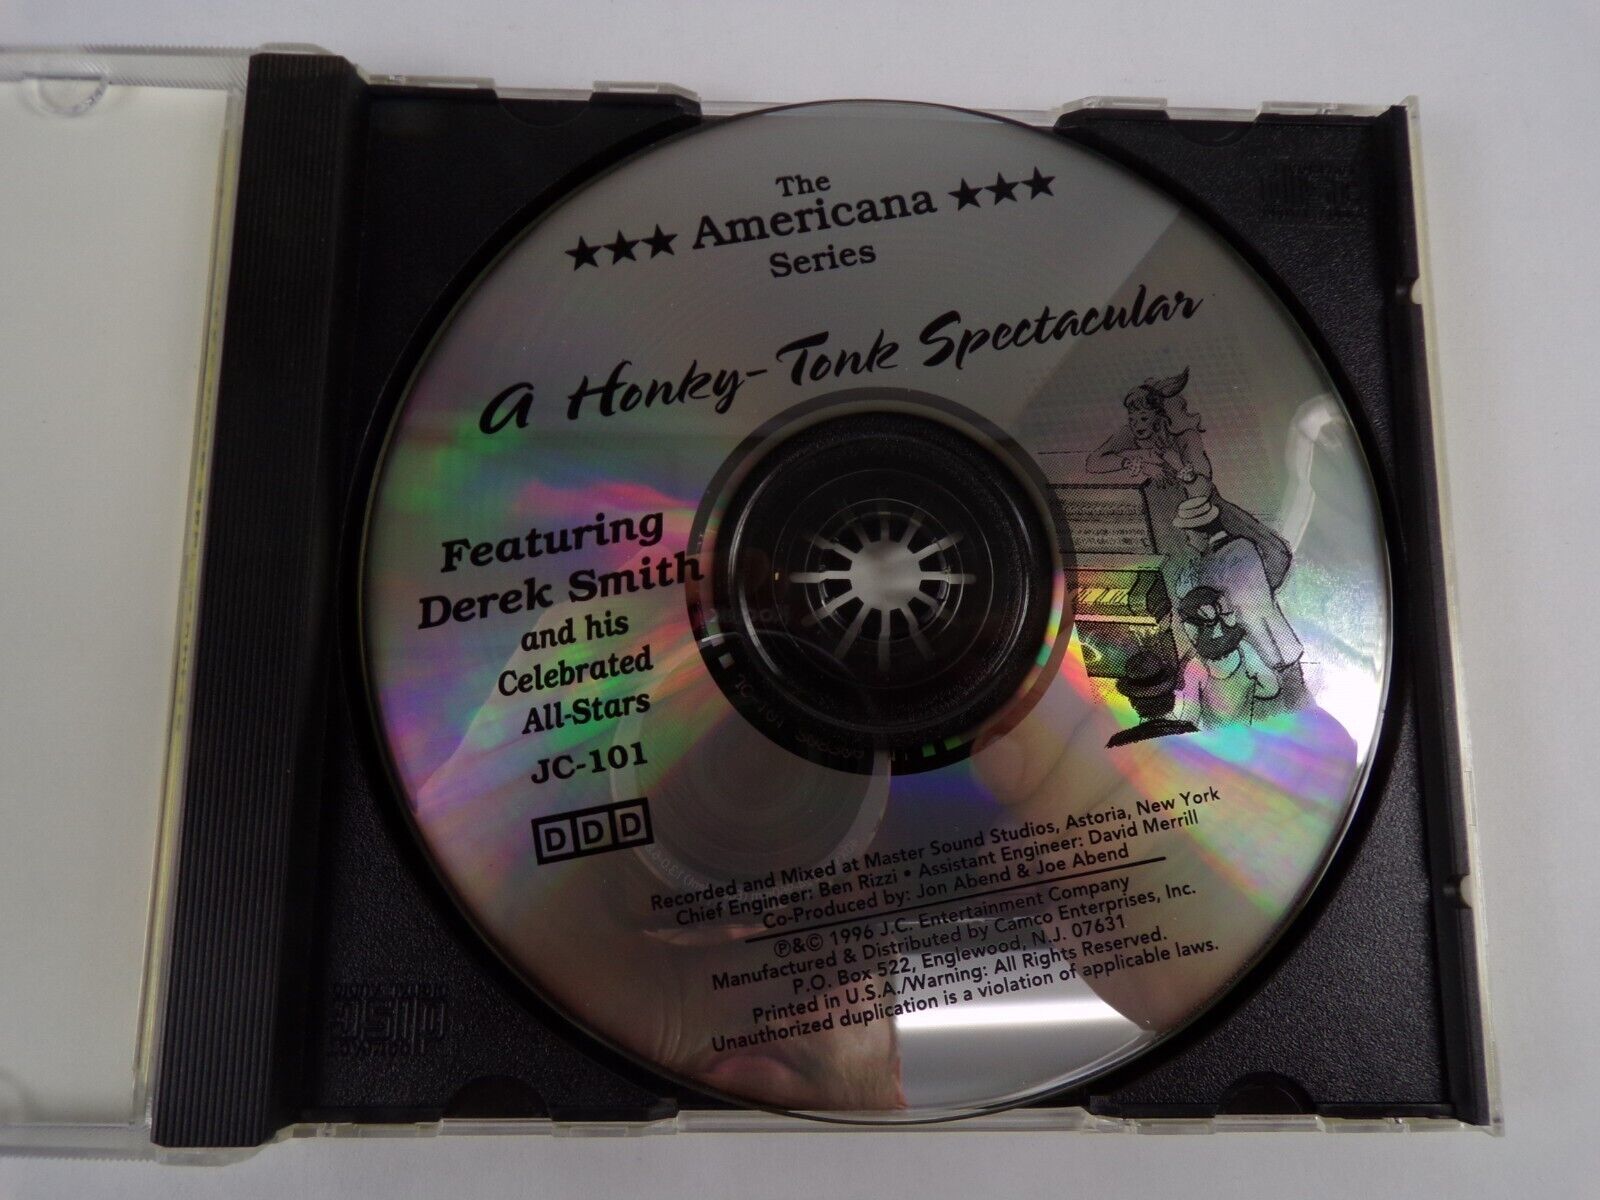 The
★★★ Americana ★★★
Series
A Honky-Tonk Spectacular
Featuring
Derek Smith
and his
Celebrated
All-Stars
JC-101
DDD
JC-101
Recorded and Mixed at Master Sound Studios, Astoria, New York
Chief Engineer: Ben Rizzi • Assistant Engineer: David Merrill
Co-Produced by: Jon Abend & Joe Abend
℗&© 1996 J.C. Entertainment Company
Manufactured & Distributed by Camco Enterprises, Inc.
P.O. Box 522, Englewood, N.J. 07631
Printed in U.S.A./Warning: All Rights Reserved.
Unauthorized duplication is a violation of applicable laws.